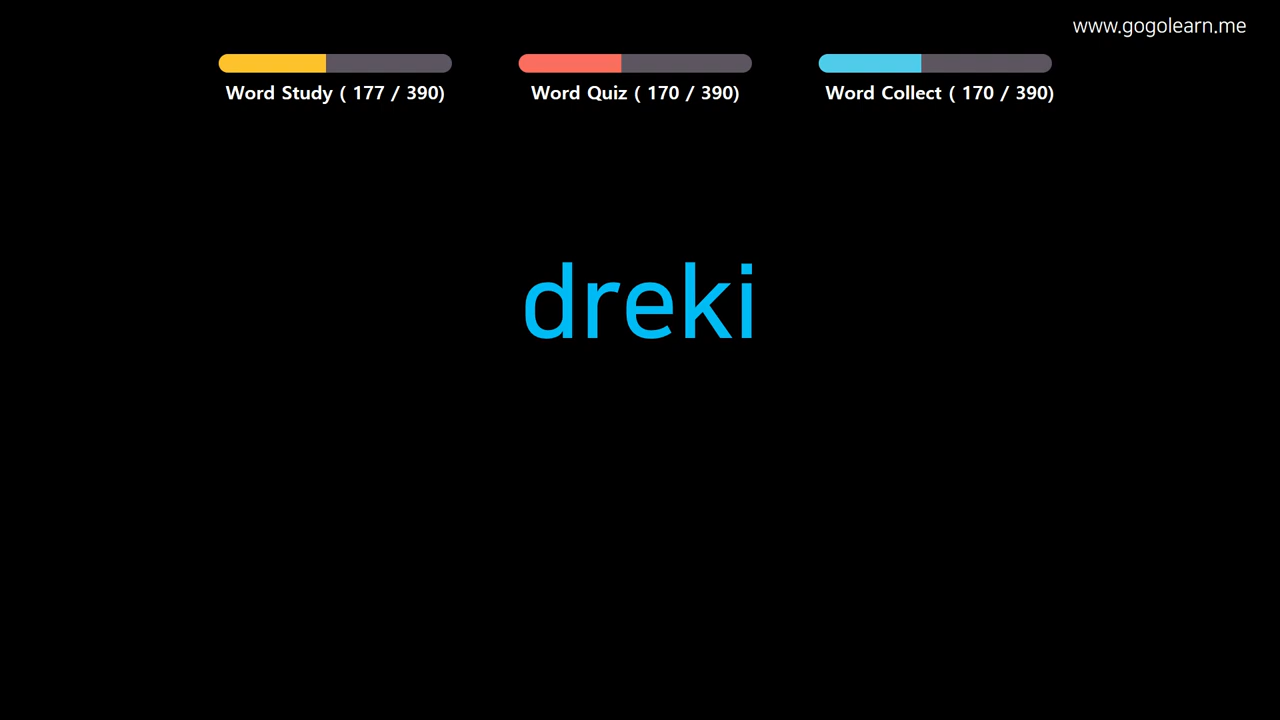 www.gogolearn.me
Word Study ( 177 / 390)
Word Quiz ( 170 / 390)
Word Collect ( 170 / 390)
dreki